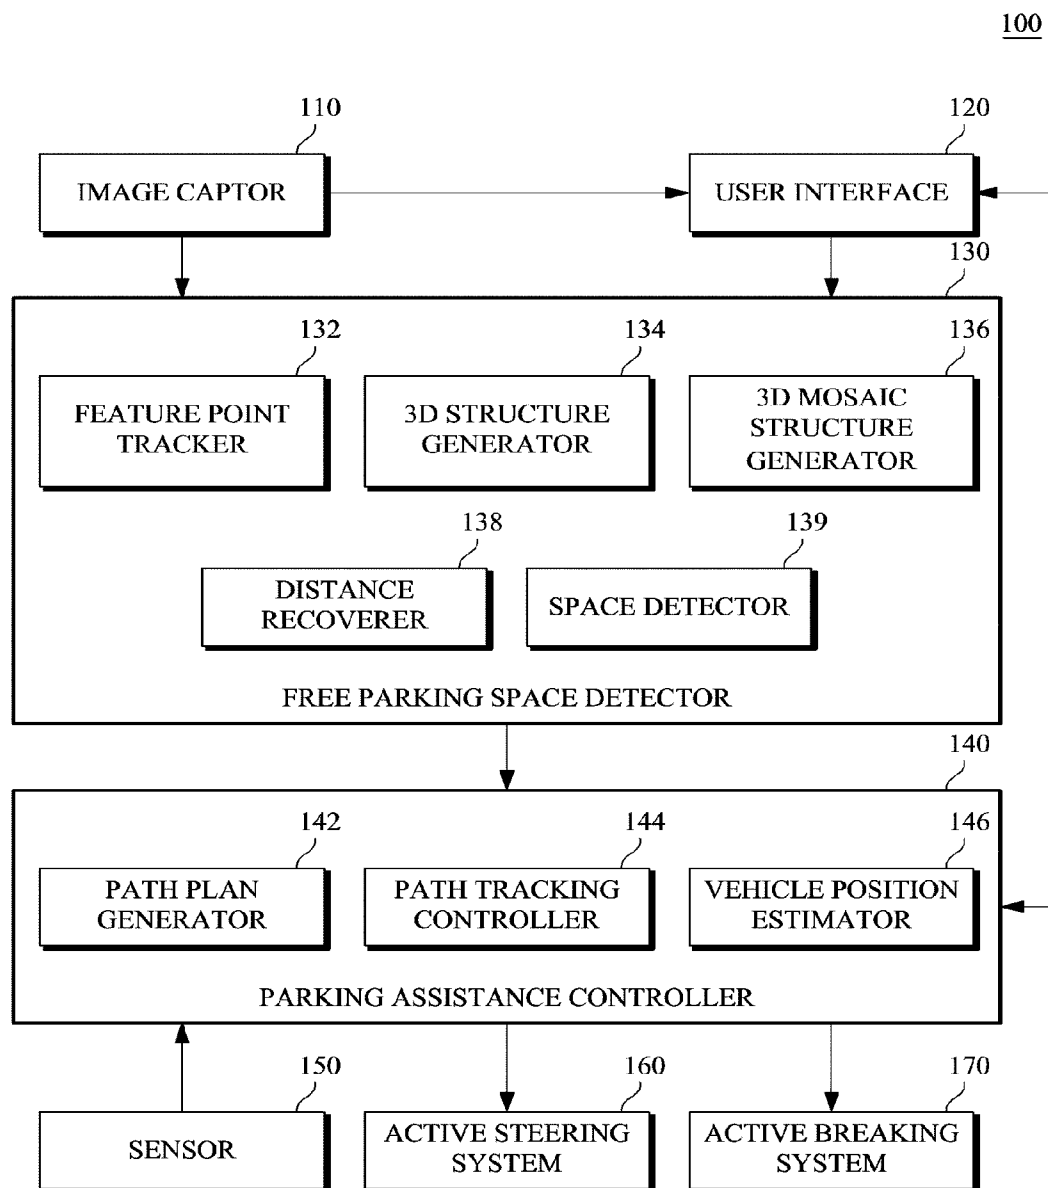 100
110
120
IMAGE CAPTOR
USER INTERFACE
130
132
134
136
FEATURE POINT
TRACKER
3D STRUCTURE
GENERATOR
3D MOSAIC
STRUCTURE
GENERATOR
138
139
DISTANCE
RECOVERER
SPACE DETECTOR
FREE PARKING SPACE DETECTOR
140
142
144
146
PATH PLAN
GENERATOR
PATH TRACKING
CONTROLLER
VEHICLE POSITION
ESTIMATOR
PARKING ASSISTANCE CONTROLLER
150
160
170
SENSOR
ACTIVE STEERING
SYSTEM
ACTIVE BREAKING
SYSTEM